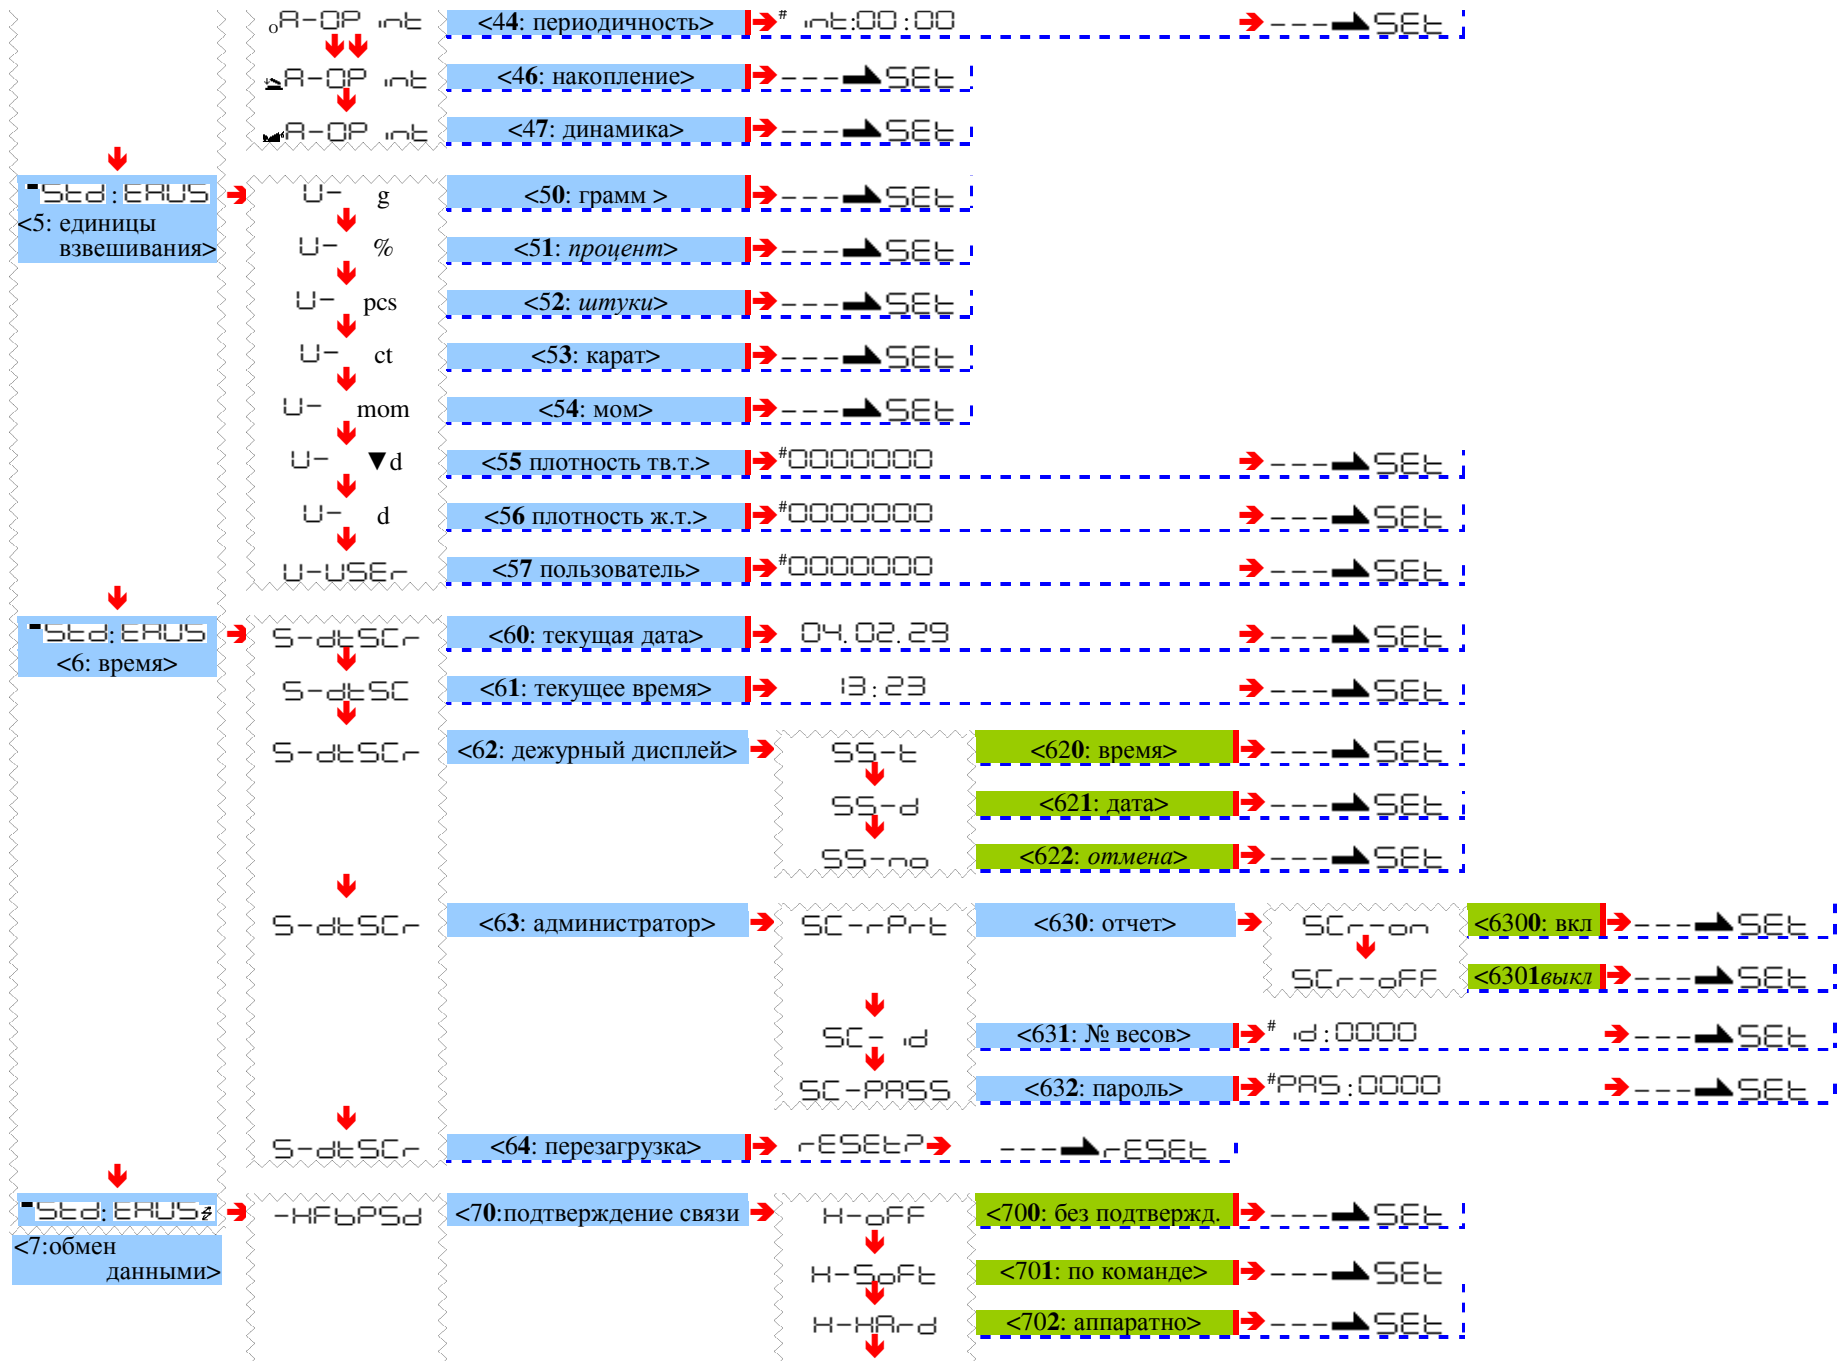 oA-OP int <44: периодичность> # int:00:00 ---SEt
A-OP int <46: накопление> ---SEt
A-OP int <47: динамика> ---SEt
Std:EAUS U- g <50: грамм > ---SEt
<5: единицы
взвешивания>
U- % <51: процент> ---SEt
U- pcs <52: штуки> ---SEt
U- ct <53: карат> ---SEt
U- mom <54: мом> ---SEt
U- ▼d <55 плотность тв.т.> #0000000 ---SEt
U- d <56 плотность ж.т.> #0000000 ---SEt
U-USEr <57 пользователь> #0000000 ---SEt
Std:EAUS S-dtSCr <60: текущая дата> 04.02.29 ---SEt
<6: время>
S-dtSC <61: текущее время> 13:23 ---SEt
S-dtSCr <62: дежурный дисплей> SS-t <620: время> ---SEt
SS-d <621: дата> ---SEt
SS-no <622: отмена> ---SEt
S-dtSCr <63: администратор> SC-rPrt <630: отчет> SCr-on <6300: вкл ---SEt
SCr-oFF <6301выкл ---SEt
SC- id <631: № весов> # id:0000 ---SEt
SC-PASS <632: пароль> #PAS:0000 ---SEt
S-dtSCr <64: перезагрузка> rESEt? ---rESEt
Std:EAUS -HFbPSd <70:подтверждение связи H-oFF <700: без подтвержд. ---SEt
<7:обмен
данными>
H-SoFt <701: по команде> ---SEt
H-HArd <702: аппаратно> ---SEt